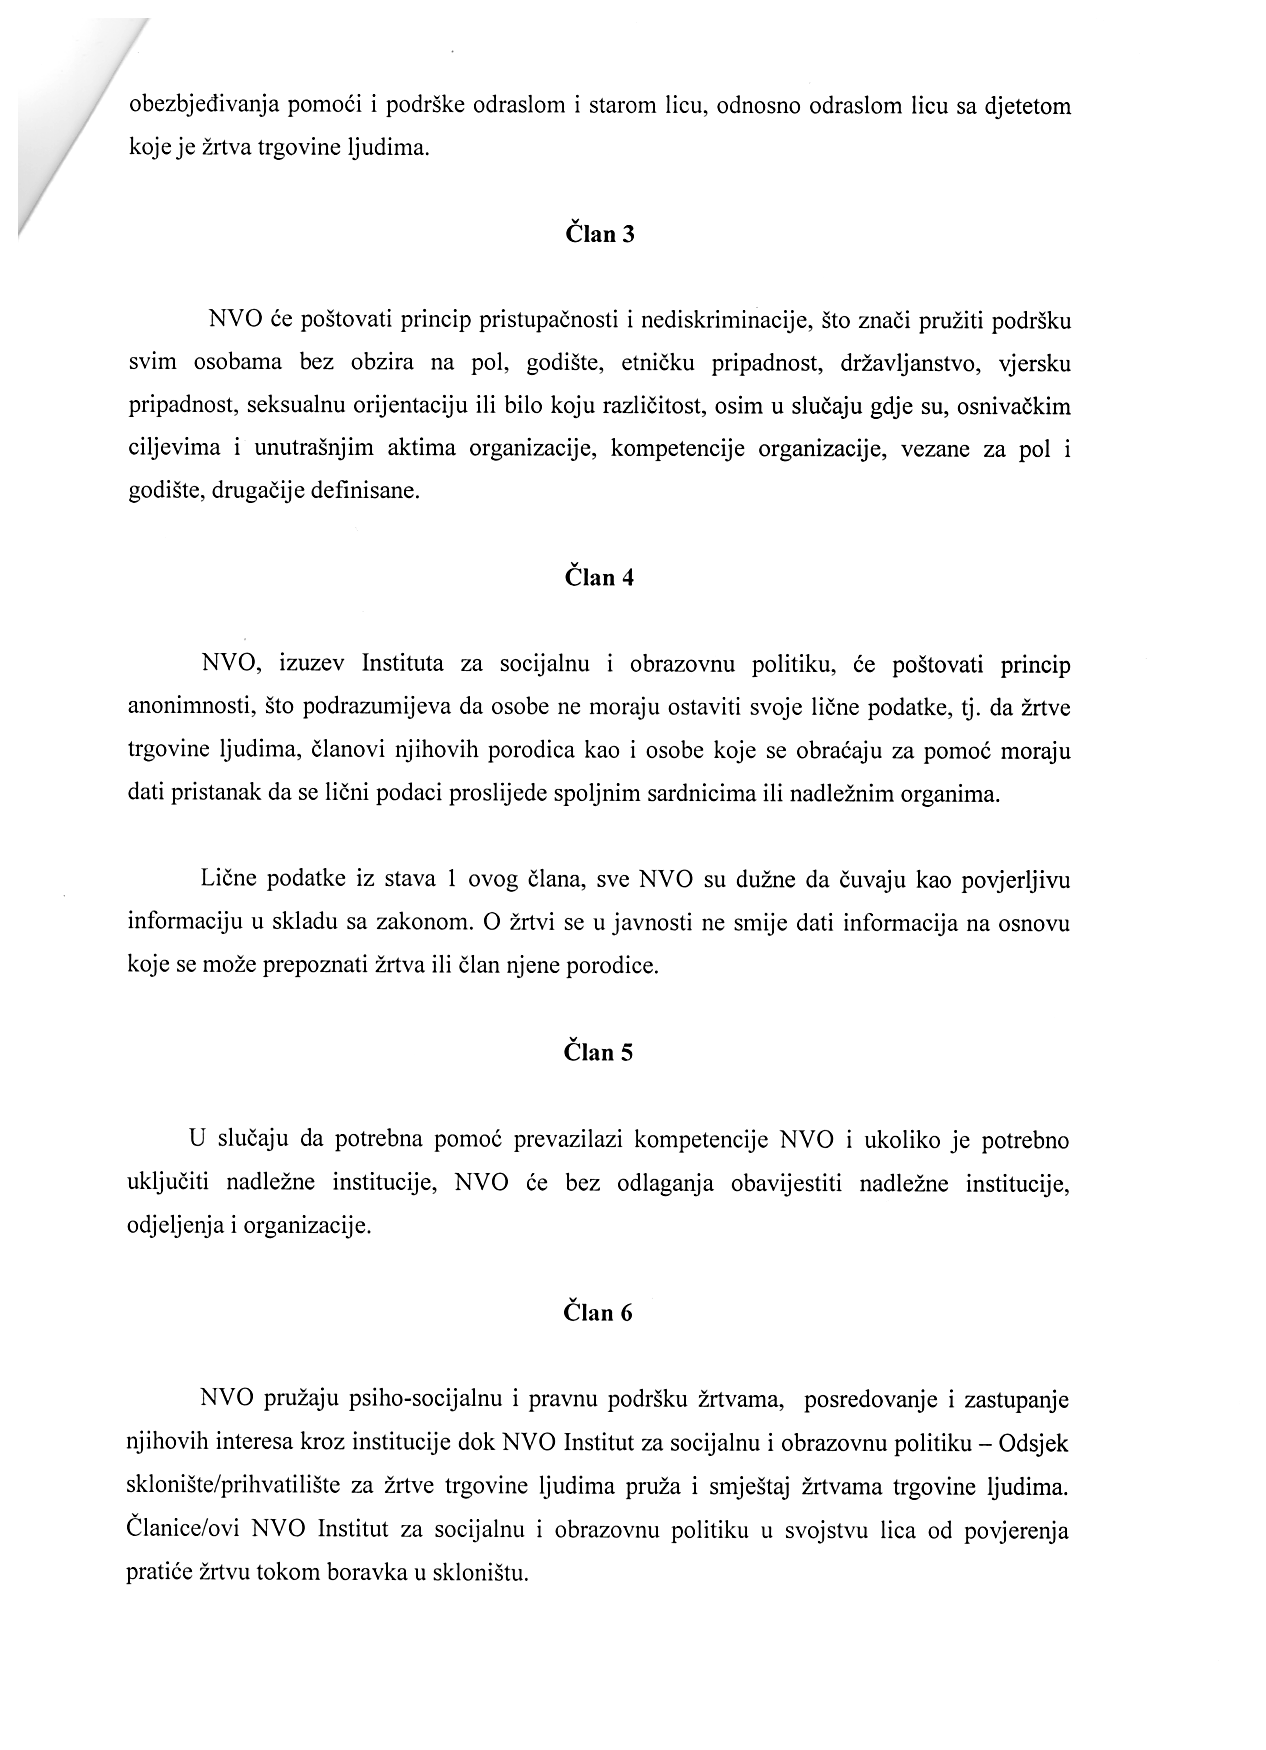 obezbjeđivanja pomoći i podrške odraslom i starom licu, odnosno odraslom licu sa djetetom
koje je žrtva trgovine ljudima.
Član 3
NVO će poštovati princip pristupačnosti i nediskriminacije, što znači pružiti podršku
svim osobama bez obzira na pol, godište, etničku pripadnost, državljanstvo, vjersku
pripadnost, seksualnu orijentaciju ili bilo koju različitost, osim u slučaju gdje su, osnivačkim
ciljevima i unutrašnjim aktima organizacije, kompetencije organizacije, vezane za pol i
godište, drugačije definisane.
Član 4
NVO, izuzev Instituta za socijalnu i obrazovnu politiku, će poštovati princip
anonimnosti, što podrazumijeva da osobe ne moraju ostaviti svoje lične podatke, tj. da žrtve
trgovine ljudima, članovi njihovih porodica kao i osobe koje se obraćaju za pomoć moraju
dati pristanak da se lični podaci proslijede spoljnim sardnicima ili nadležnim organima.
Lične podatke iz stava 1 ovog člana, sve NVO su dužne da čuvaju kao povjerljivu
informaciju u skladu sa zakonom. O žrtvi se u javnosti ne smije dati informacija na osnovu
koje se može prepoznati žrtva ili član njene porodice.
Član 5
U slučaju da potrebna pomoć prevazilazi kompetencije NVO i ukoliko je potrebno
uključiti nadležne institucije, NVO će bez odlaganja obavijestiti nadležne institucije,
odjeljenja i organizacije.
Član 6
NVO pružaju psiho-socijalnu i pravnu podršku žrtvama, posredovanje i zastupanje
njihovih interesa kroz institucije dok NVO Institut za socijalnu i obrazovnu politiku – Odsjek
sklonište/prihvatilište za žrtve trgovine ljudima pruža i smještaj žrtvama trgovine ljudima.
Članice/ovi NVO Institut za socijalnu i obrazovnu politiku u svojstvu lica od povjerenja
pratiće žrtvu tokom boravka u skloništu.